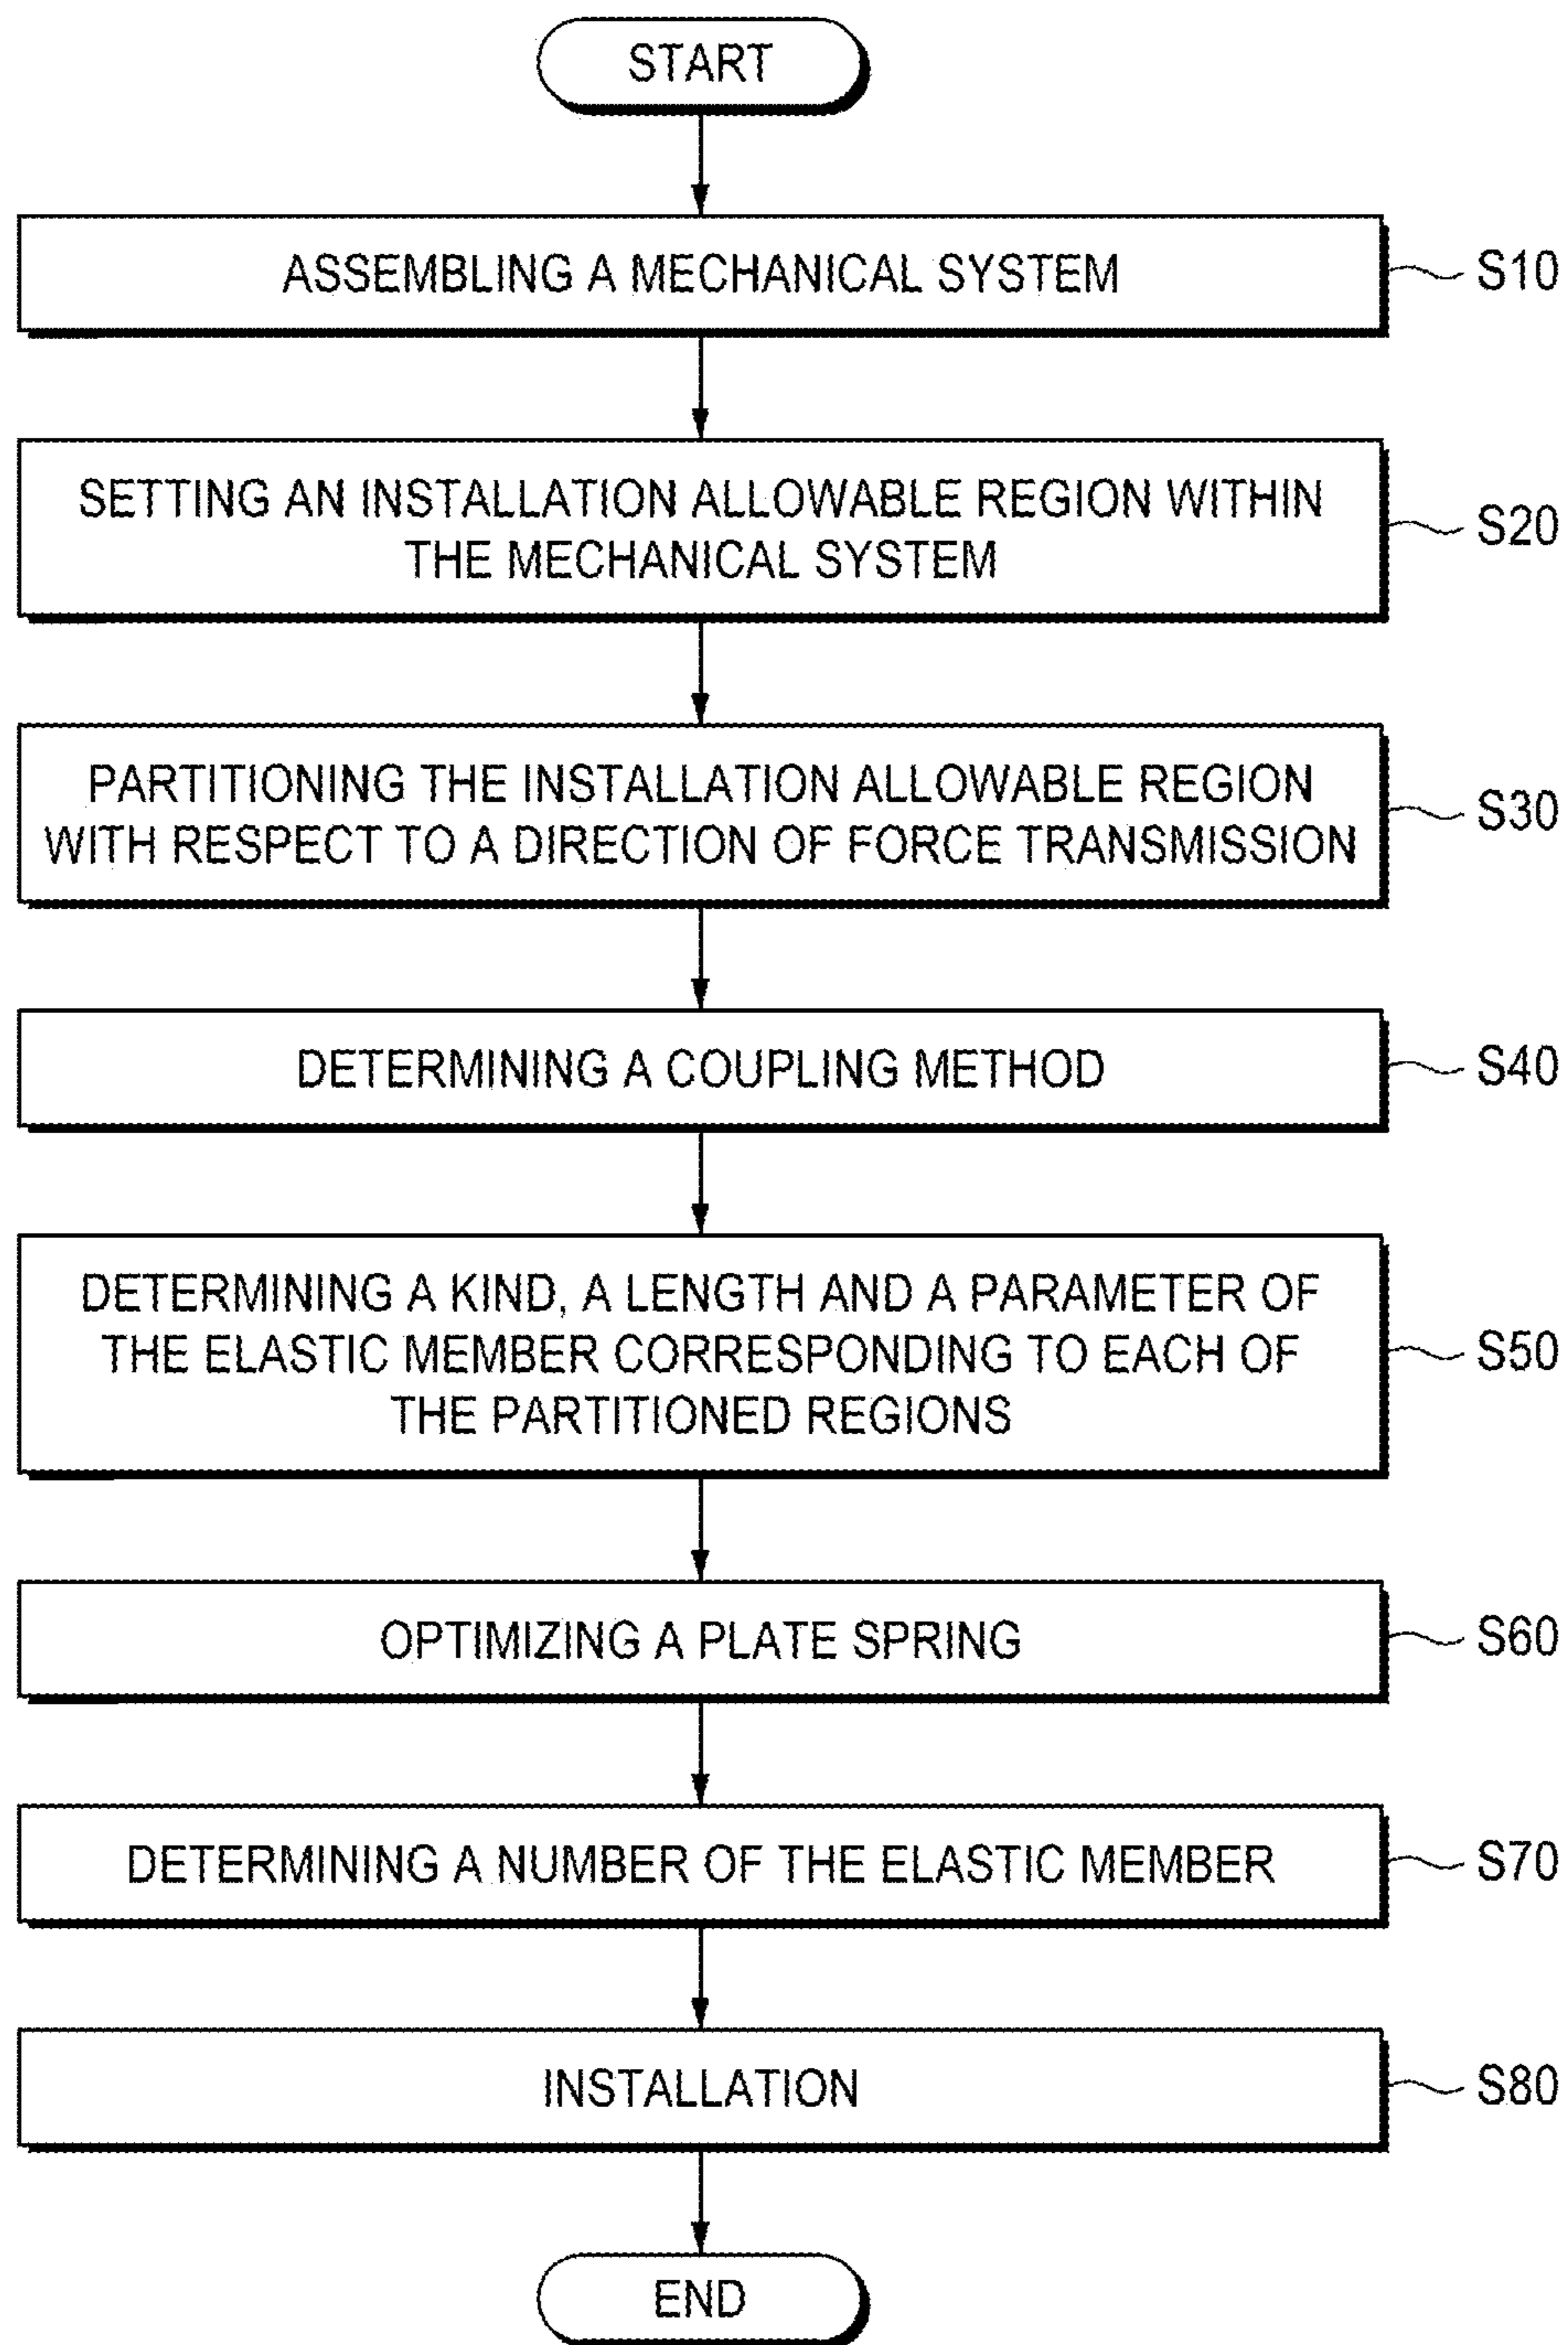 START
ASSEMBLING A MECHANICAL SYSTEM
S10
SETTING AN INSTALLATION ALLOWABLE REGION WITHIN
THE MECHANICAL SYSTEM
S20
PARTITIONING THE INSTALLATION ALLOWABLE REGION
WITH RESPECT TO A DIRECTION OF FORCE TRANSMISSION
S30
DETERMINING A COUPLING METHOD
S40
DETERMINING A KIND, A LENGTH AND A PARAMETER OF
THE ELASTIC MEMBER CORRESPONDING TO EACH OF
THE PARTITIONED REGIONS
S50
OPTIMIZING A PLATE SPRING
S60
DETERMINING A NUMBER OF THE ELASTIC MEMBER
S70
INSTALLATION
S80
END